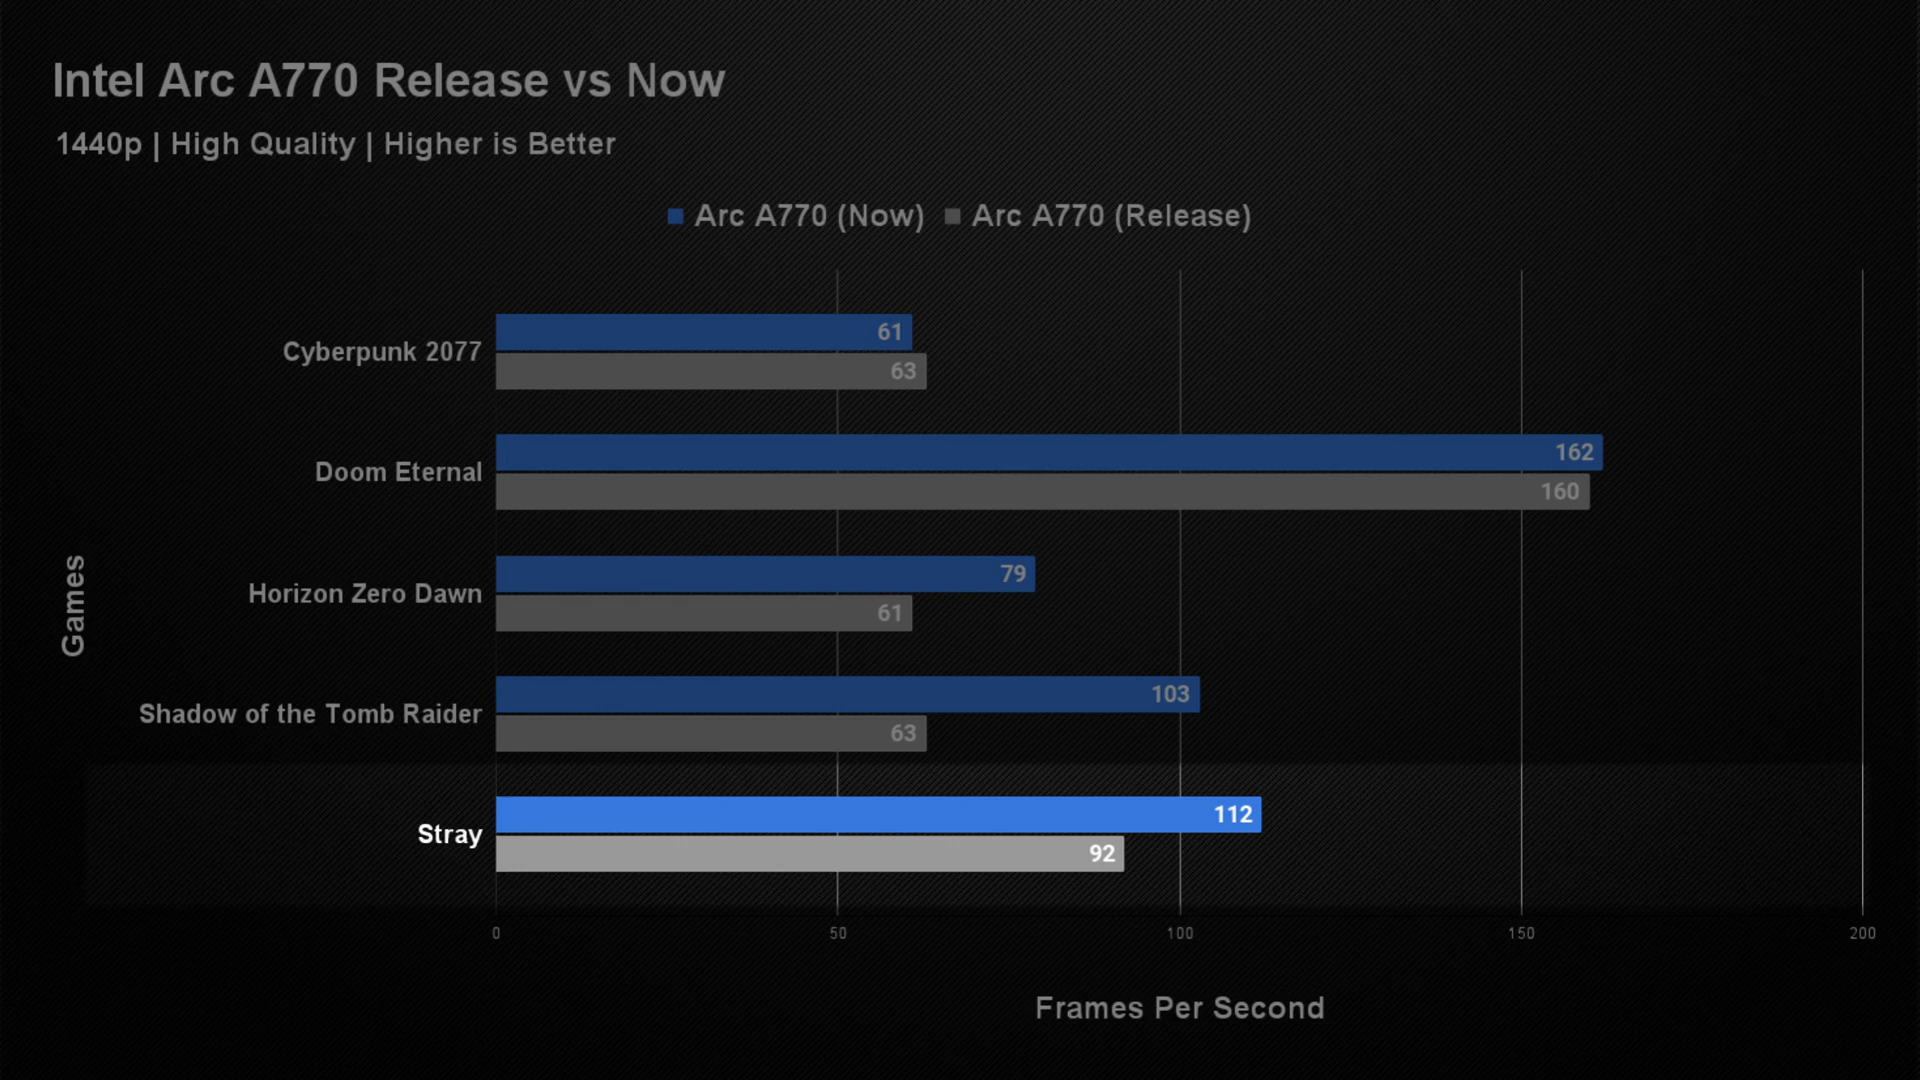 Intel Arc A770 Release vs Now
1440p | High Quality | Higher is Better
Arc A770 (Now) Arc A770 (Release)
Games
Cyberpunk 2077
61
63
Doom Eternal
162
160
Horizon Zero Dawn
79
61
Shadow of the Tomb Raider
103
63
Stray
112
92
0 50 100 150 200
Frames Per Second